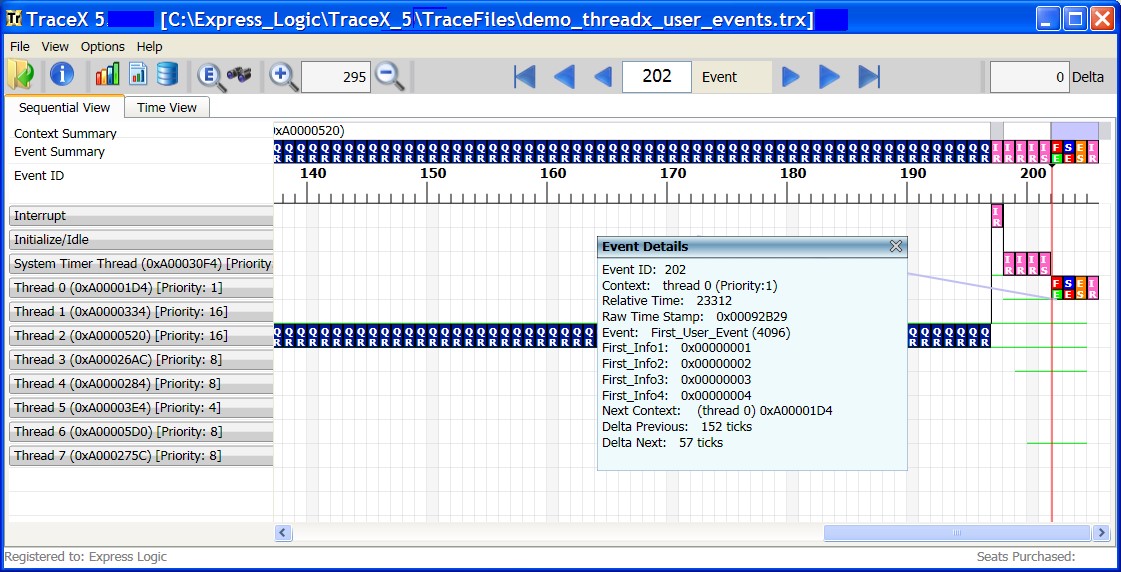 TraceX 5 [C:\Express_Logic\TraceX_5\TraceFiles\demo_threadx_user_events.trx]
File View Options Help
E 295 202 Event 0 Delta
Sequential View Time View
Context Summary xA0000520)
Event Summary
Event ID 140 150 160 170 180 190 200
Interrupt
Initialize/Idle
System Timer Thread (0xA00030F4) [Priority
Thread 0 (0xA00001D4) [Priority: 1]
Thread 1 (0xA0000334) [Priority: 16]
Thread 2 (0xA0000520) [Priority: 16]
Thread 3 (0xA00026AC) [Priority: 8]
Thread 4 (0xA0000284) [Priority: 8]
Thread 5 (0xA00003E4) [Priority: 4]
Thread 6 (0xA00005D0) [Priority: 8]
Thread 7 (0xA000275C) [Priority: 8]
Event Details
Event ID: 202
Context: thread 0 (Priority:1)
Relative Time: 23312
Raw Time Stamp: 0x00092B29
Event: First_User_Event (4096)
First_Info1: 0x00000001
First_Info2: 0x00000002
First_Info3: 0x00000003
First_Info4: 0x00000004
Next Context: (thread 0) 0xA00001D4
Delta Previous: 152 ticks
Delta Next: 57 ticks
Registered to: Express Logic Seats Purchased: